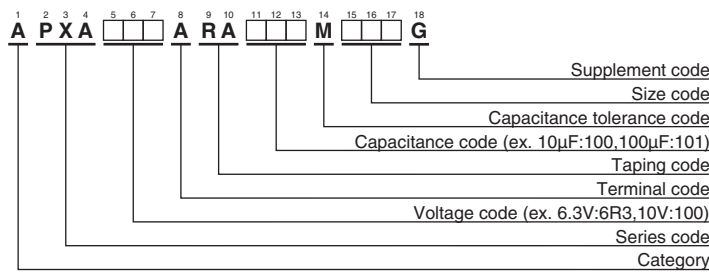 1 2 3 4 5 6 7 8 9 10 11 12 13 14 15 16 17 18
A P X A A R A M G
Supplement code
Size code
Capacitance tolerance code
Capacitance code (ex. 10µF:100,100µF:101)
Taping code
Terminal code
Voltage code (ex. 6.3V:6R3,10V:100)
Series code
Category